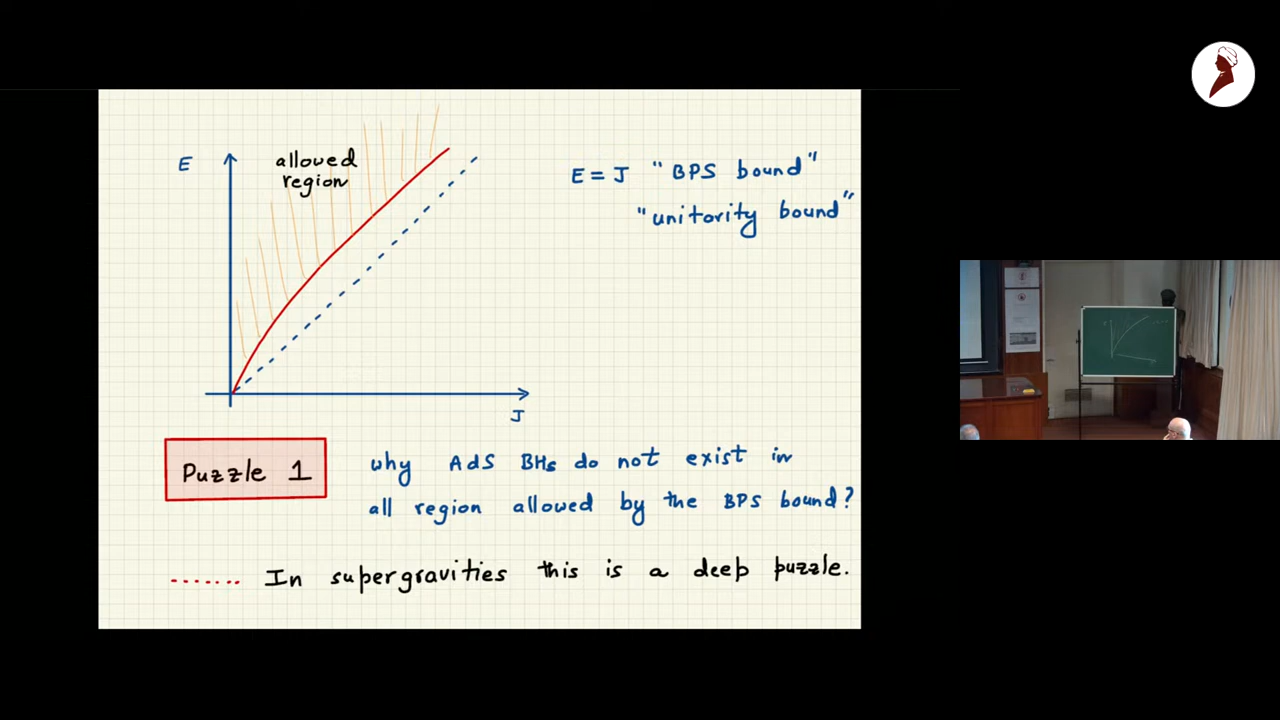 E
allowed
region
E = J "BPS bound"
"unitority bound"
J
Puzzle 1
why AdS BHs do not exist in
all region allowed by the BPS bound?
....... In supergravities this is a deep puzzle.